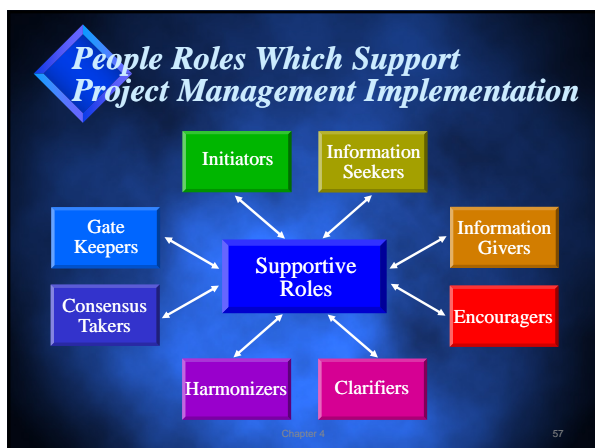 People Roles Which Support
Project Management Implementation
Initiators
Information
Seekers
Gate
Keepers
Information
Givers
Supportive
Roles
Consensus
Takers
Encouragers
Harmonizers
Clarifiers
Chapter 4
57